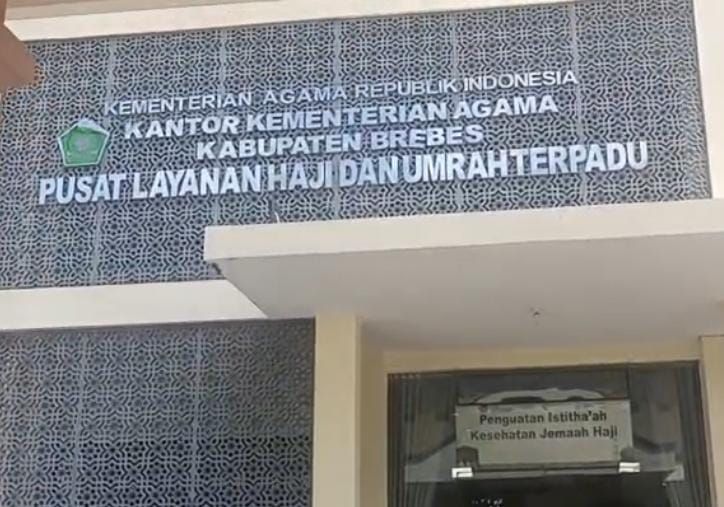 KEMENTERIAN AGAMA REPUBLIK INDONESIA
KANTOR KEMENTERIAN AGAMA
KABUPATEN BREBES
PUSAT LAYANAN HAJI DAN UMRAH TERPADU
Penguatan Istitha'ah
Kesehatan Jemaah Haji